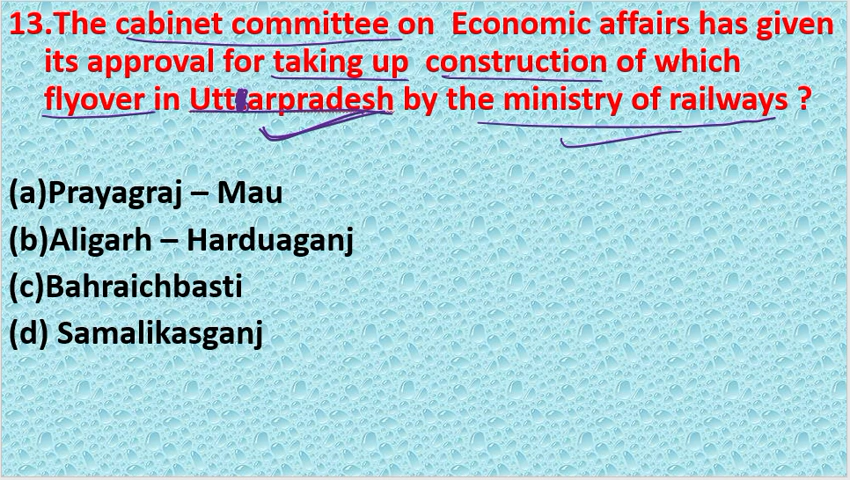 13.The cabinet committee on Economic affairs has given
its approval for taking up construction of which
flyover in Uttarpradesh by the ministry of railways ?
(a)Prayagraj – Mau
(b)Aligarh – Harduaganj
(c)Bahraichbasti
(d) Samalikasganj